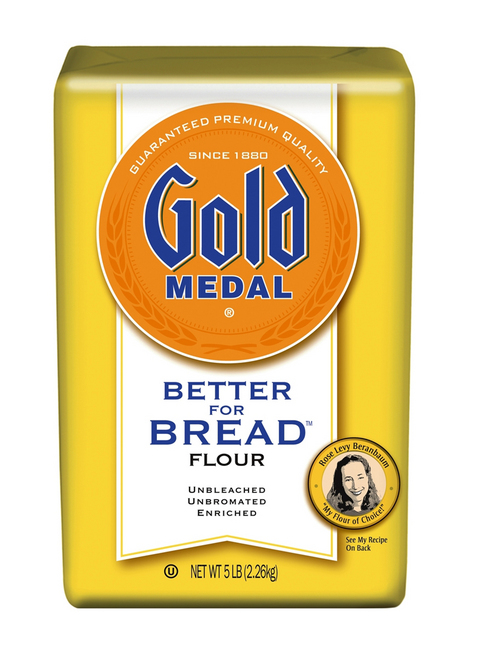 GUARANTEED PREMIUM QUALITY
SINCE 1880
Gold
MEDAL
®
BETTER
FOR
BREAD™
FLOUR
UNBLEACHED
UNBROMATED
ENRICHED
Rose Levy Beranbaum
"My Flour of Choice!"
See My Recipe
On Back
U NET WT 5 LB (2.26kg)